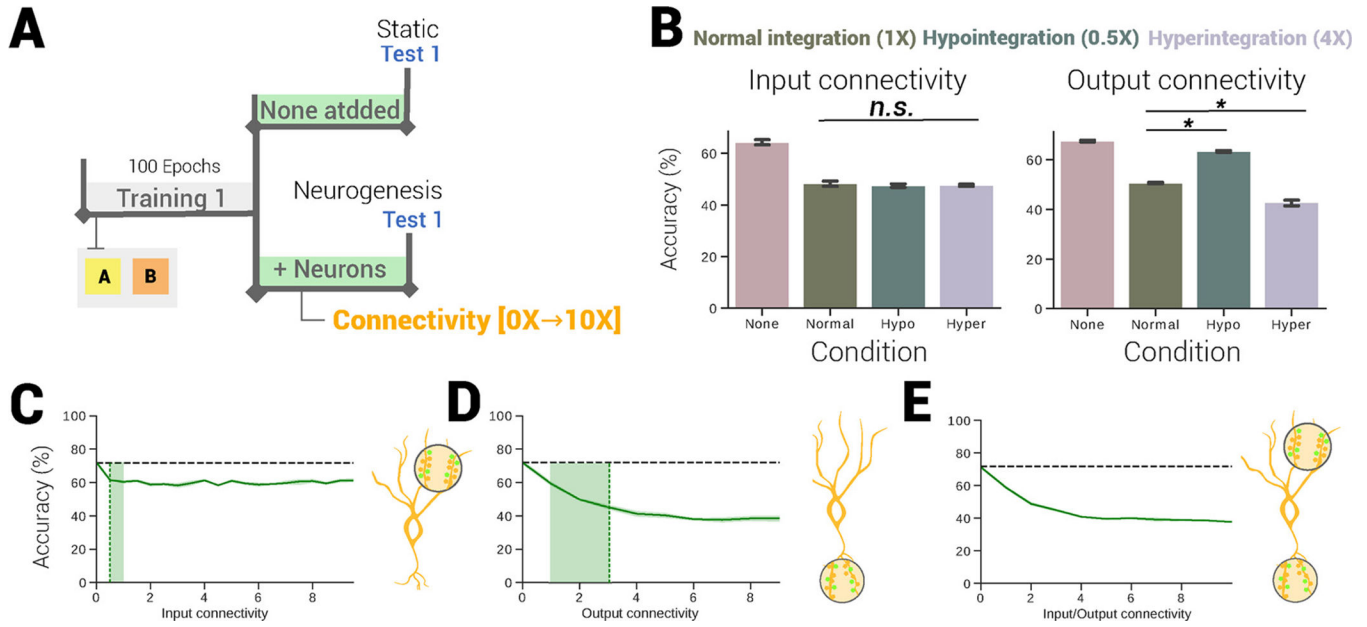 A
Static
Test 1
None atdded
100 Epochs
Training 1
A B
Neurogenesis
Test 1
+ Neurons
Connectivity [0X→10X]
B
Normal integration (1X) Hypointegration (0.5X) Hyperintegration (4X)
Input connectivity
n.s.
Accuracy (%)
60
40
20
0
None Normal Hypo Hyper
Condition
Output connectivity
*
*
60
40
20
0
None Normal Hypo Hyper
Condition
C
Accuracy (%)
100
80
60
40
20
0
0 2 4 6 8
Input connectivity
D
100
80
60
40
20
0
0 2 4 6 8
Output connectivity
E
100
80
60
40
20
0
0 2 4 6 8
Input/Output connectivity